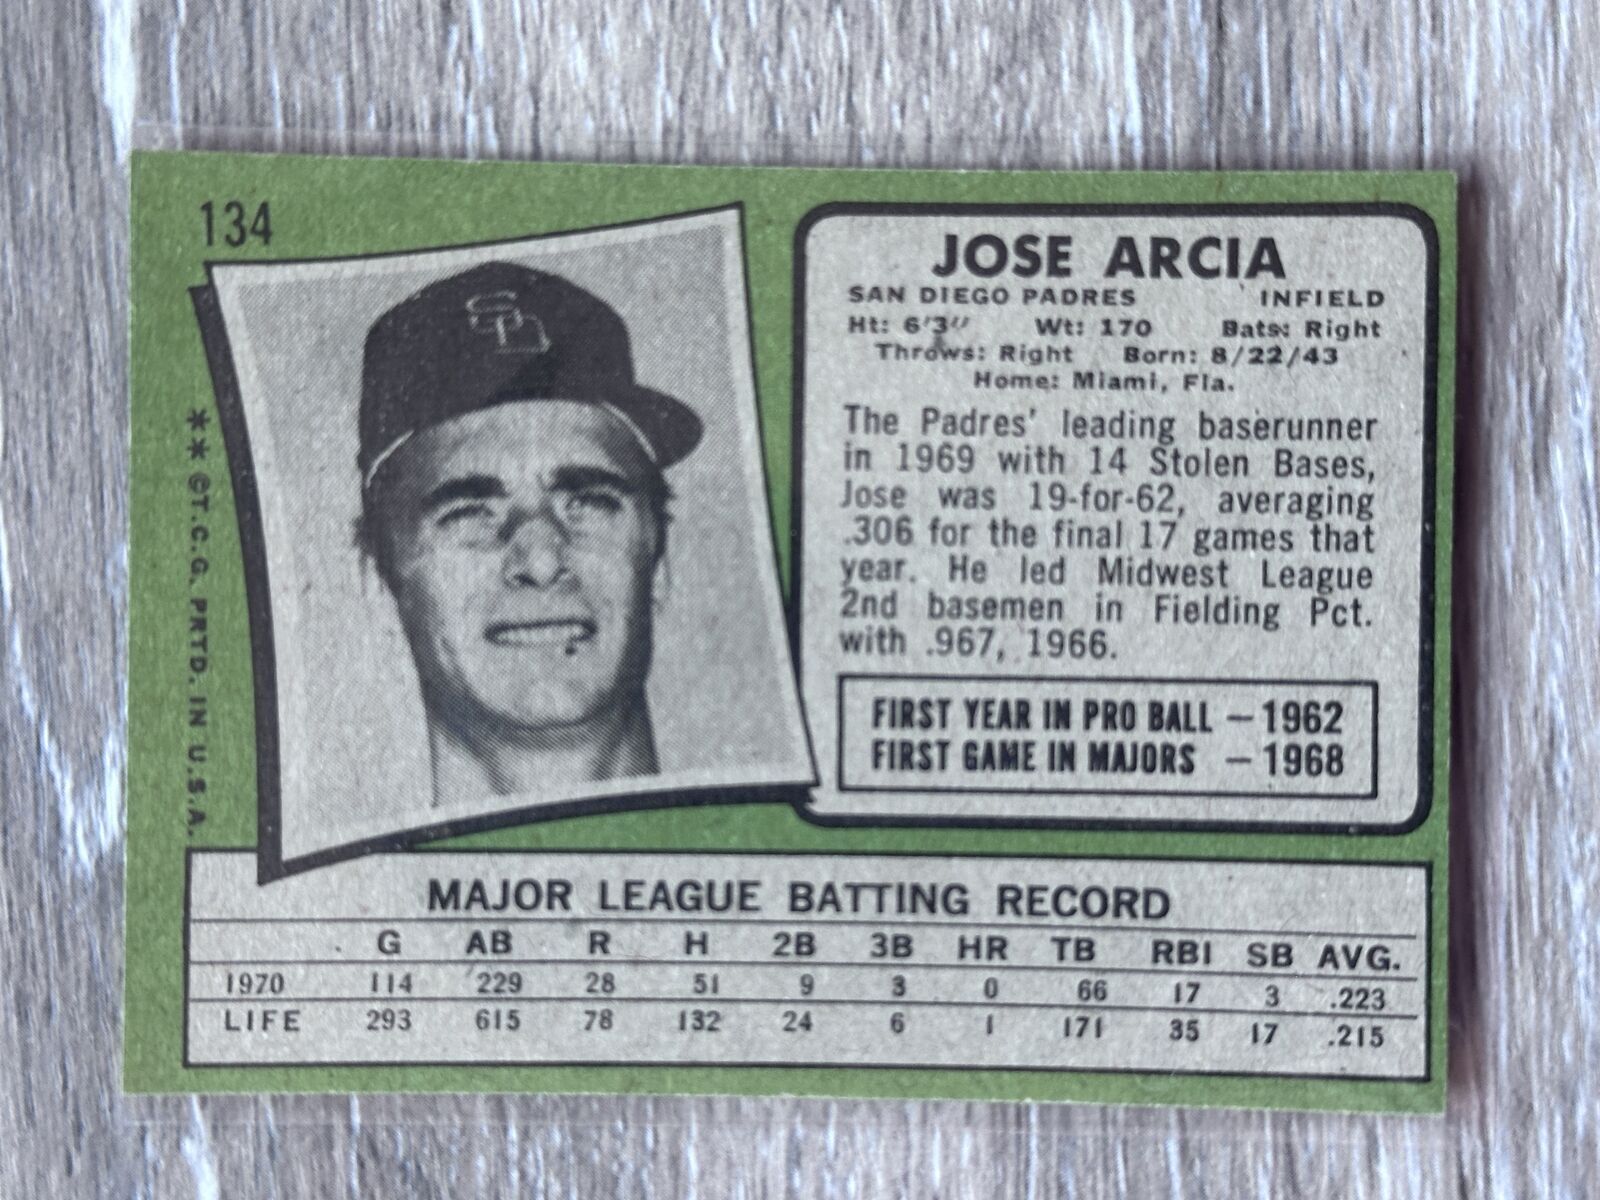 134
SD
JOSE ARCIA
SAN DIEGO PADRES INFIELD
Ht: 6'3" Wt: 170 Bats: Right
Throws: Right Born: 8/22/43
Home: Miami, Fla.
The Padres' leading baserunner
in 1969 with 14 Stolen Bases,
Jose was 19-for-62, averaging
.306 for the final 17 games that
year. He led Midwest League
2nd basemen in Fielding Pct.
with .967, 1966.
FIRST YEAR IN PRO BALL — 1962
FIRST GAME IN MAJORS — 1968
** ©T.C.G. PRTD. IN U.S.A.
MAJOR LEAGUE BATTING RECORD
G AB R H 2B 3B HR TB RBI SB AVG.
1970 114 229 28 51 9 3 0 66 17 3 .223
LIFE 293 615 78 132 24 6 1 171 35 17 .215